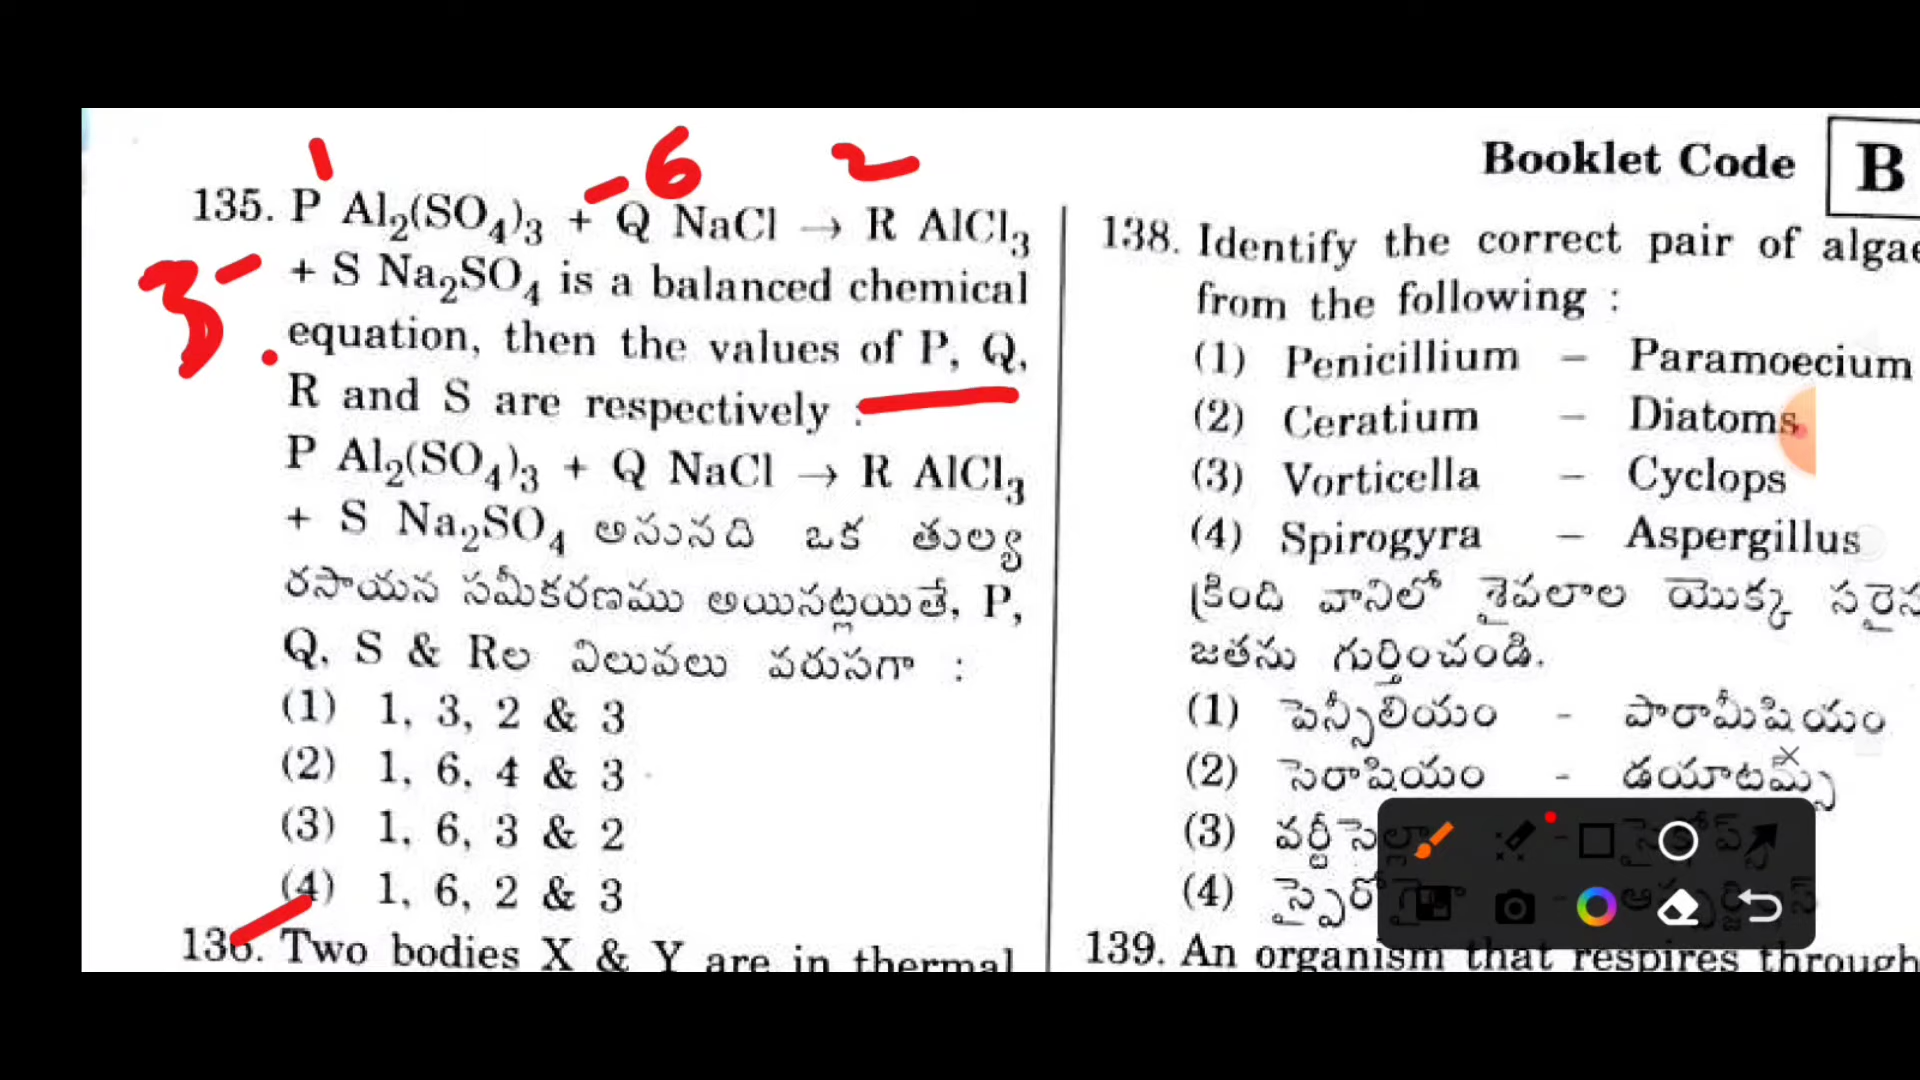 Booklet Code B
1
- 6
2
135. P Al₂(SO₄)₃ + Q NaCl → R AlCl₃
+ S Na₂SO₄ is a balanced chemical
equation, then the values of P, Q,
R and S are respectively :
3 -
P Al₂(SO₄)₃ + Q NaCl → R AlCl₃
+ S Na₂SO₄ అనునది ఒక తుల్య
రసాయన సమీకరణము అయినట్లయితే, P,
Q, S & Rల విలువలు వరుసగా :
(1) 1, 3, 2 & 3
(2) 1, 6, 4 & 3
(3) 1, 6, 3 & 2
(4) 1, 6, 2 & 3
136. Two bodies X & Y are in thermal
138. Identify the correct pair of algae
from the following :
(1) Penicillium – Paramoecium
(2) Ceratium – Diatoms
(3) Vorticella – Cyclops
(4) Spirogyra – Aspergillus
క్రింది వానిలో శైవలాల యొక్క
జతను గుర్తించండి.
(1) పెన్సీలియం - పారామీషియం
(2) సెరాషియం - డయాటమ్స్
(3) వర్టీసెల్లా
(4)
139. An organism that respires through